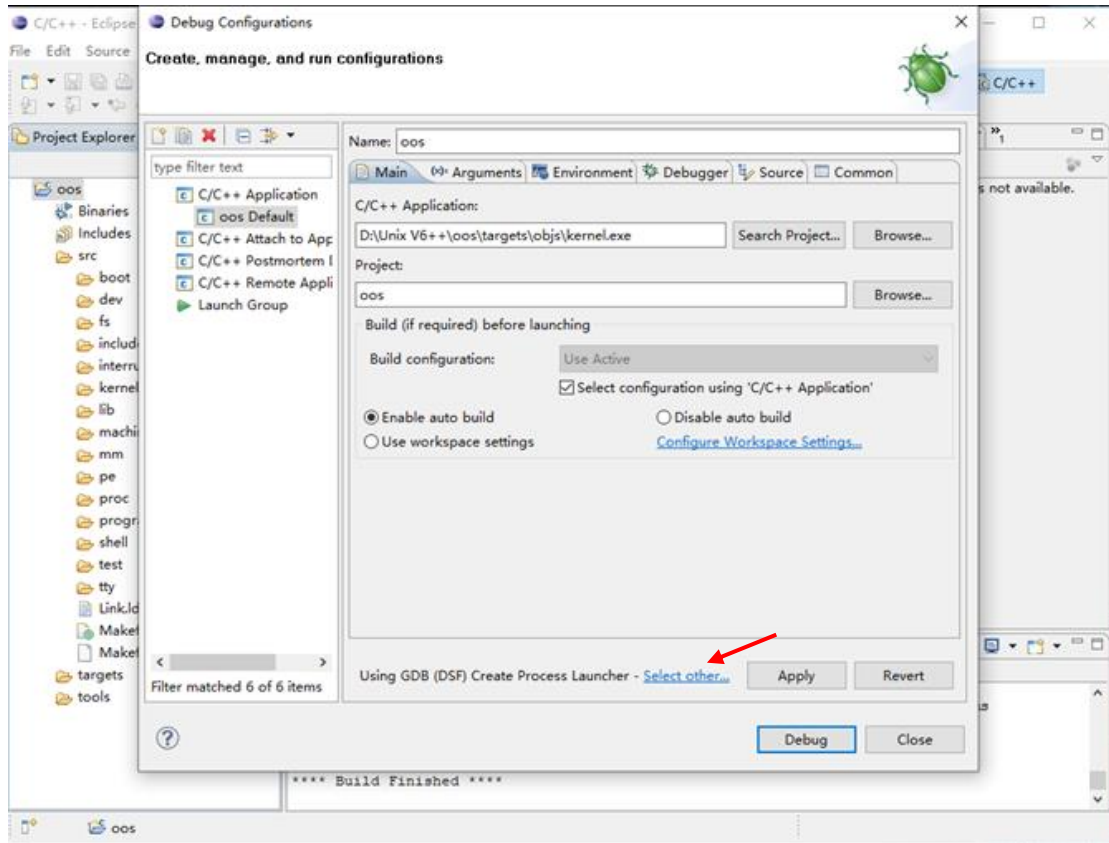 C/C++ - Eclipse
File Edit Source
C/C++
Project Explorer
oos
Binaries
Includes
src
boot
dev
fs
includ
interru
kernel
lib
machi
mm
pe
proc
progr
shell
test
tty
Link.ld
Makef
Makef
targets
tools
Debug Configurations
Create, manage, and run configurations
type filter text
C/C++ Application
oos Default
C/C++ Attach to App
C/C++ Postmortem
C/C++ Remote Appli
Launch Group
Filter matched 6 of 6 items
Name: oos
Main Arguments Environment Debugger Source Common
C/C++ Application:
D:\Unix V6++\oos\targets\objs\kernel.exe Search Project... Browse...
Project:
oos Browse...
Build (if required) before launching
Build configuration: Use Active
Select configuration using 'C/C++ Application'
Enable auto build Disable auto build
Use workspace settings Configure Workspace Settings...
Using GDB (DSF) Create Process Launcher - Select other... Apply Revert
Debug Close
s not available.
**** Build Finished ****
oos